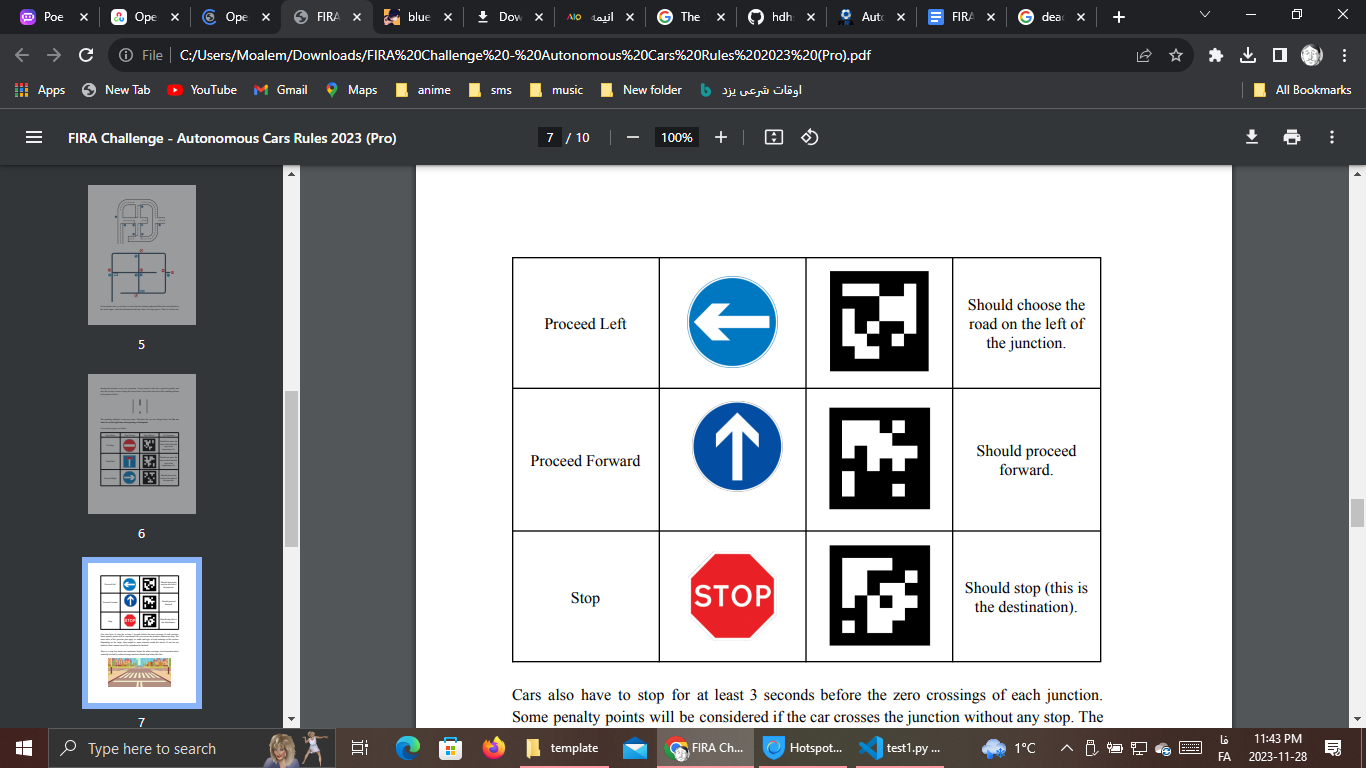 Poe
Ope
Ope
FIRA
blue
Dow
AIO انیمه
The
hdh
Auto
FIRA
dea
File C:/Users/Moalem/Downloads/FIRA%20Challenge%20-%20Autonomous%20Cars%20Rules%202023%20(Pro).pdf
Apps New Tab YouTube Gmail Maps anime sms music New folder اوقات شرعی یزد All Bookmarks
FIRA Challenge - Autonomous Cars Rules 2023 (Pro) 7 / 10 100%
5
6
7
Proceed Left
Should choose the
road on the left of
the junction.
Proceed Forward
Should proceed
forward.
Stop
STOP
Should stop (this is
the destination).
Cars also have to stop for at least 3 seconds before the zero crossings of each junction.
Some penalty points will be considered if the car crosses the junction without any stop. The
Type here to search
template
FIRA Ch...
Hotspot...
test1.py ...
1°C
فا
FA
11:43 PM
2023-11-28